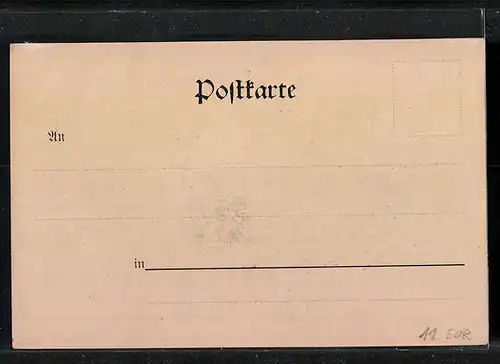 Postkarte
An
in
11 EUR